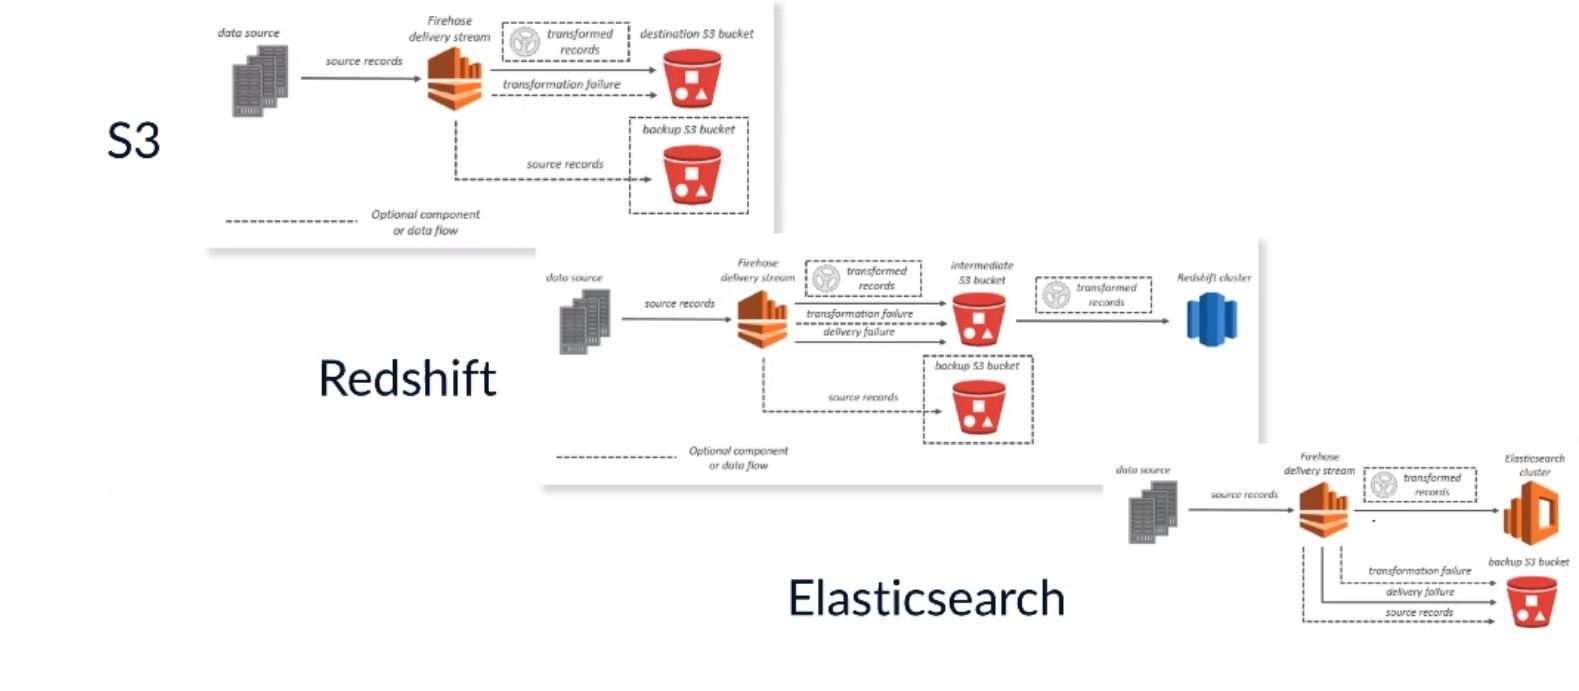 S3
data source
source records
Firehose
delivery stream
transformed
records
transformation failure
destination S3 bucket
backup S3 bucket
source records
Optional component
or data flow
Redshift
data source
source records
Firehose
delivery stream
transformed
records
transformation failure
delivery failure
intermediate
S3 bucket
transformed
records
Redshift cluster
backup S3 bucket
source records
Optional component
or data flow
Elasticsearch
data source
source records
Firehose
delivery stream
transformed
records
Elasticsearch
cluster
backup S3 bucket
transformation failure
delivery failure
source records